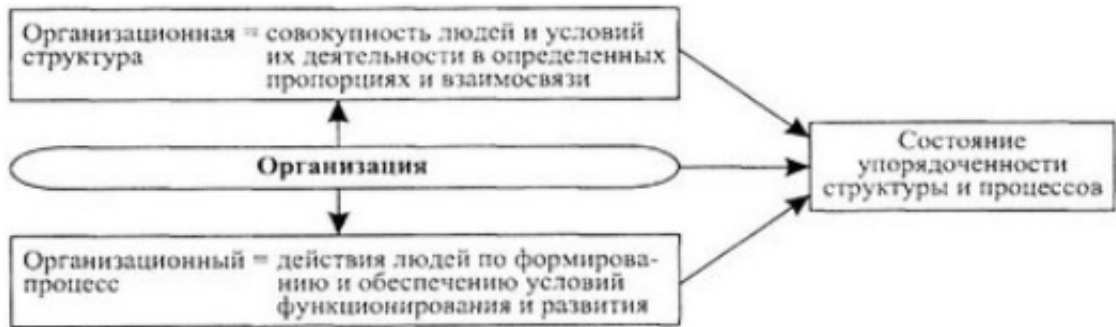 Организационная = совокупность людей и условий
структура их деятельности в определенных
пропорциях и взаимосвязи
Организация
Состояние
упорядоченности
структуры и процессов
Организационный = действия людей по формирова-
процесс нию и обеспечению условий
функционирования и развития